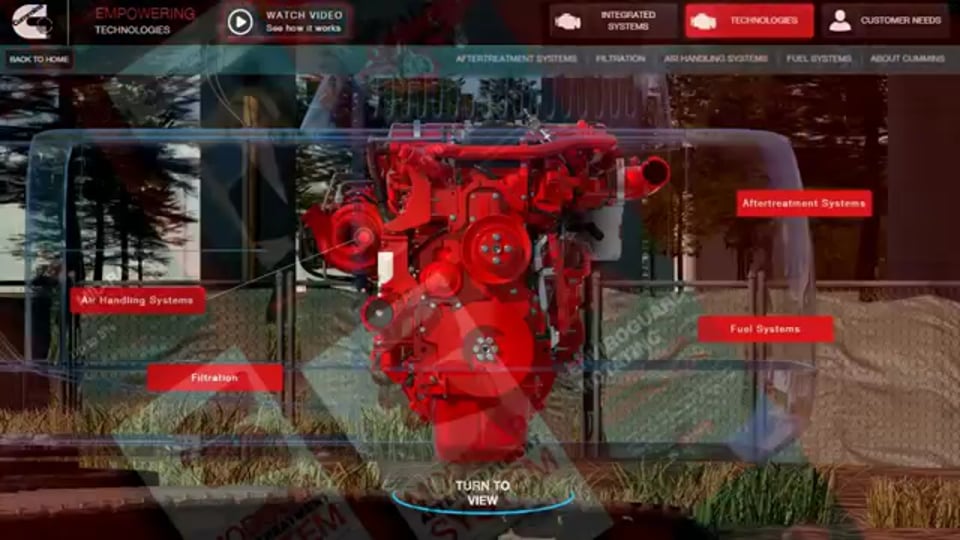 EMPOWERING
TECHNOLOGIES
WATCH VIDEO
See how it works
INTEGRATED
SYSTEMS
TECHNOLOGIES
CUSTOMER NEEDS
BACK TO HOME
AFTERTREATMENT SYSTEMS
FILTRATION
AIR HANDLING SYSTEMS
FUEL SYSTEMS
ABOUT CUMMINS
Aftertreatment Systems
Air Handling Systems
Fuel Systems
Filtration
TURN TO
VIEW